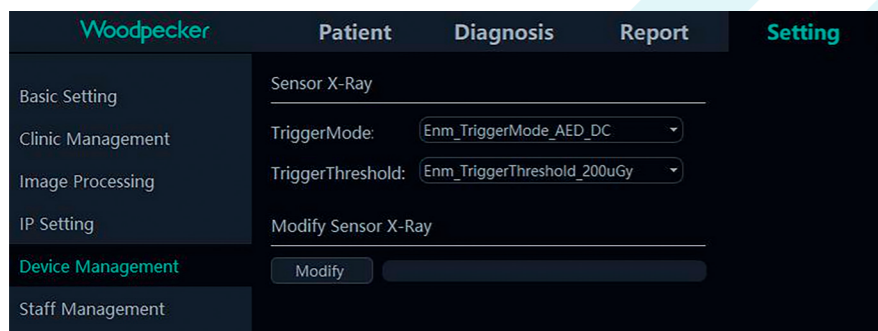 Woodpecker Patient Diagnosis Report Setting
Basic Setting
Clinic Management
Image Processing
IP Setting
Device Management
Staff Management
Sensor X-Ray
TriggerMode: Enm_TriggerMode_AED_DC
TriggerThreshold: Enm_TriggerThreshold_200uGy
Modify Sensor X-Ray
Modify